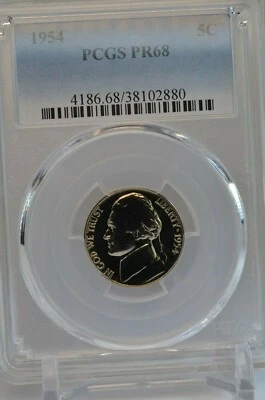 1954 5C
PCGS PR68
4186.68/38102880
IN GOD WE TRUST
LIBERTY 1954